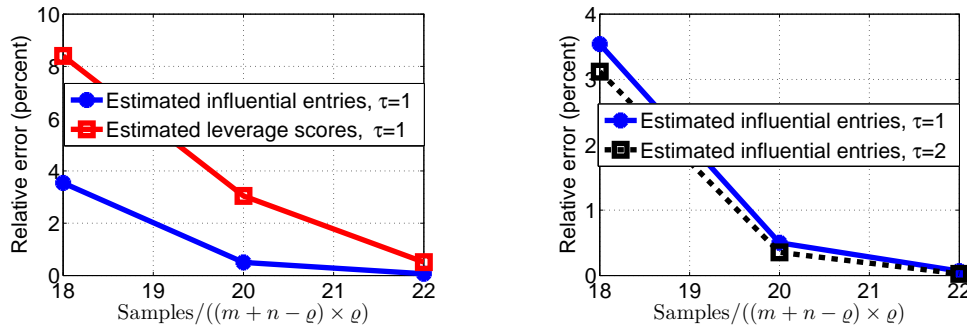 10
8
6
4
2
0
Relative error (percent)
Estimated influential entries, τ=1
Estimated leverage scores, τ=1
18 19 20 21 22
Samples/((m + n − ϱ) × ϱ)
4
3
2
1
0
Relative error (percent)
Estimated influential entries, τ=1
Estimated influential entries, τ=2
18 19 20 21 22
Samples/((m + n − ϱ) × ϱ)